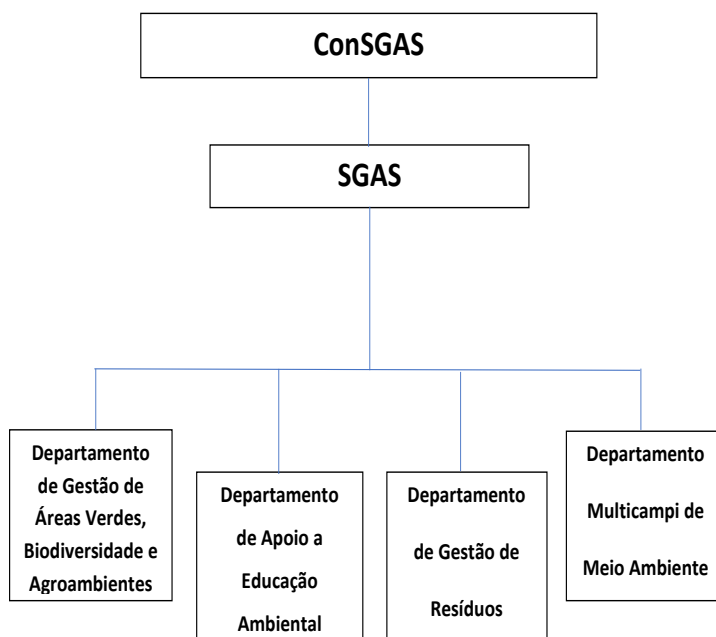 ConSGAS
SGAS
Departamento
de Gestão de
Áreas Verdes,
Biodiversidade e
Agroambientes
Departamento
de Apoio a
Educação
Ambiental
Departamento
de Gestão de
Resíduos
Departamento
Multicampi de
Meio Ambiente